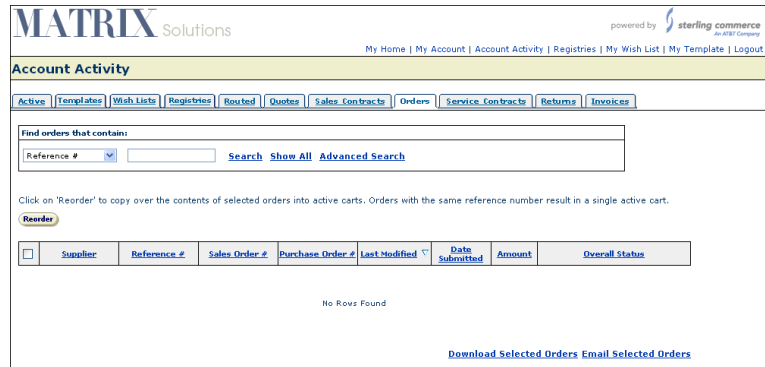 MATRIX Solutions
powered by sterling commerce
An AT&T Company
My Home | My Account | Account Activity | Registries | My Wish List | My Template | Logout
Account Activity
Active Templates Wish Lists Registries Routed Quotes Sales Contracts Orders Service Contracts Returns Invoices
Find orders that contain:
Reference # Search Show All Advanced Search
Click on 'Reorder' to copy over the contents of selected orders into active carts. Orders with the same reference number result in a single active cart.
Reorder
Supplier Reference # Sales Order # Purchase Order # Last Modified Date Submitted Amount Overall Status
No Rows Found
Download Selected Orders Email Selected Orders